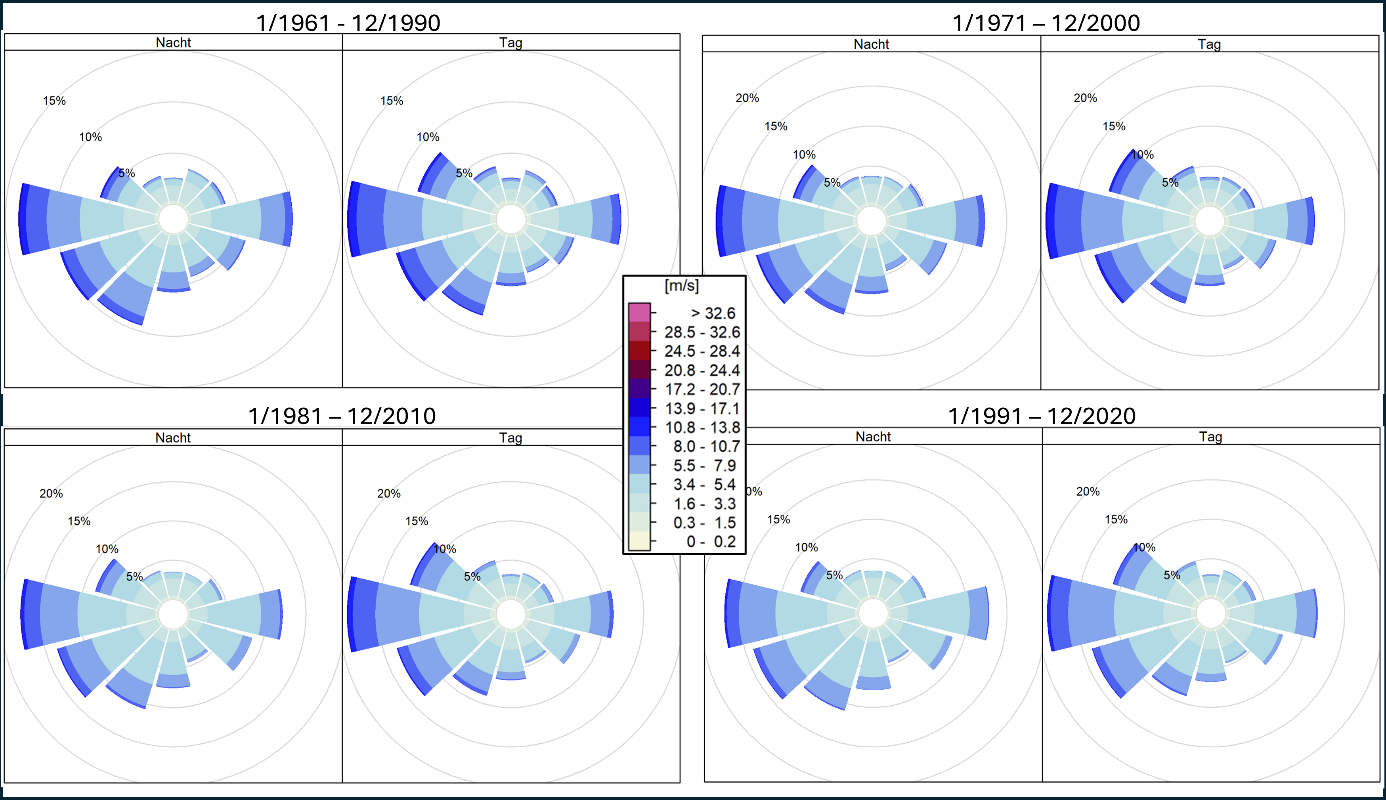 1/1961 - 12/1990
Nacht
Tag
15%
10%
5%
15%
10%
5%
1/1971 – 12/2000
Nacht
Tag
20%
15%
10%
5%
20%
15%
10%
5%
[m/s]
> 32.6
28.5 - 32.6
24.5 - 28.4
20.8 - 24.4
17.2 - 20.7
13.9 - 17.1
10.8 - 13.8
8.0 - 10.7
5.5 - 7.9
3.4 - 5.4
1.6 - 3.3
0.3 - 1.5
0 - 0.2
1/1981 – 12/2010
Nacht
Tag
20%
15%
10%
5%
20%
15%
10%
5%
1/1991 – 12/2020
Nacht
Tag
0%
15%
10%
5%
20%
15%
10%
5%